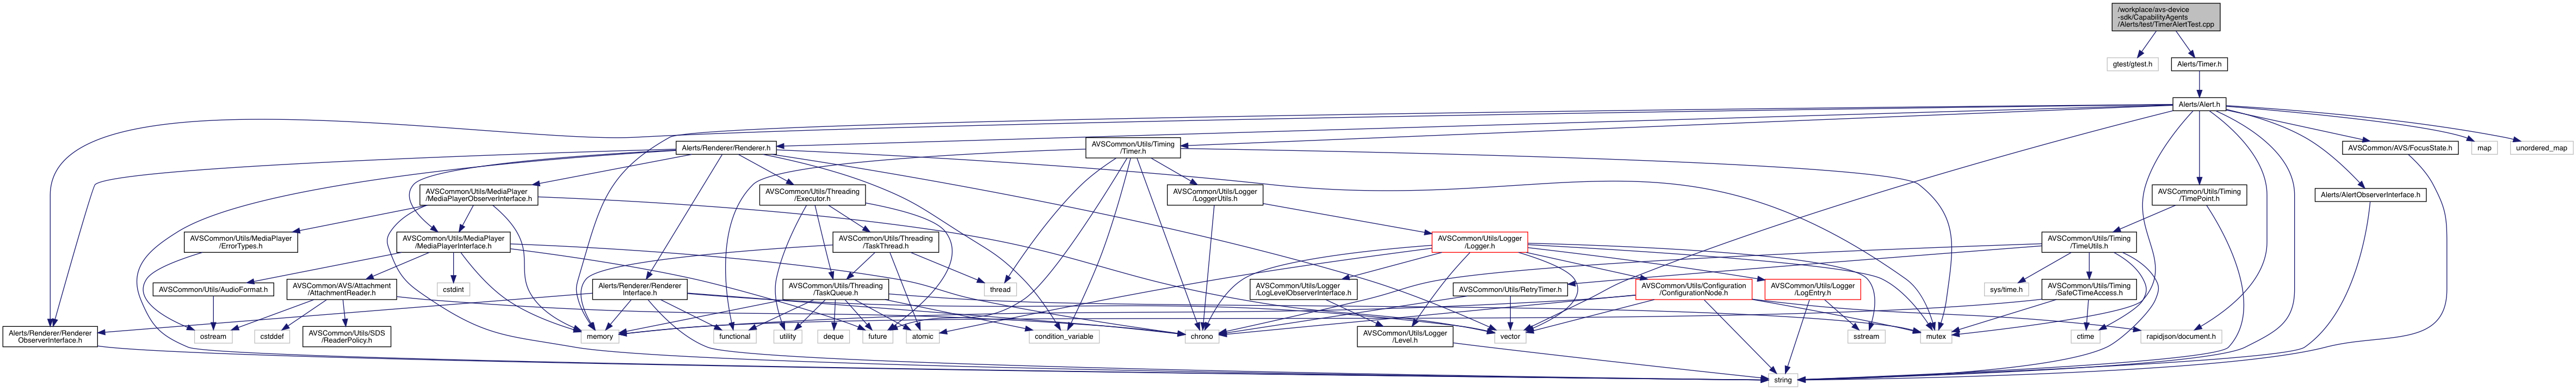 /workplace/avs-device
-sdk/CapabilityAgents
/Alerts/test/TimerAlertTest.cpp
gtest/gtest.h
Alerts/Timer.h
Alerts/Alert.h
Alerts/Renderer/Renderer.h
AVSCommon/Utils/Timing
/Timer.h
AVSCommon/AVS/FocusState.h
map
unordered_map
AVSCommon/Utils/MediaPlayer
/MediaPlayerObserverInterface.h
AVSCommon/Utils/Threading
/Executor.h
AVSCommon/Utils/Logger
/LoggerUtils.h
AVSCommon/Utils/Timing
/TimePoint.h
Alerts/AlertObserverInterface.h
AVSCommon/Utils/MediaPlayer
/ErrorTypes.h
AVSCommon/Utils/MediaPlayer
/MediaPlayerInterface.h
AVSCommon/Utils/Threading
/TaskThread.h
AVSCommon/Utils/Logger
/Logger.h
AVSCommon/Utils/Timing
/TimeUtils.h
AVSCommon/Utils/AudioFormat.h
AVSCommon/AVS/Attachment
/AttachmentReader.h
cstdint
Alerts/Renderer/Renderer
Interface.h
AVSCommon/Utils/Threading
/TaskQueue.h
thread
AVSCommon/Utils/Logger
/LogLevelObserverInterface.h
AVSCommon/Utils/RetryTimer.h
AVSCommon/Utils/Configuration
/ConfigurationNode.h
AVSCommon/Utils/Logger
/LogEntry.h
sys/time.h
AVSCommon/Utils/Timing
/SafeCTimeAccess.h
Alerts/Renderer/Renderer
ObserverInterface.h
ostream
cstddef
AVSCommon/Utils/SDS
/ReaderPolicy.h
memory
functional
utility
deque
future
atomic
condition_variable
chrono
AVSCommon/Utils/Logger
/Level.h
vector
sstream
mutex
ctime
rapidjson/document.h
string